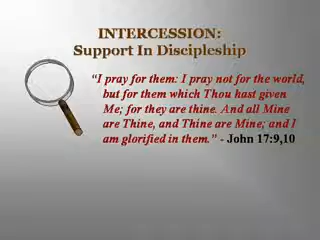 INTERCESSION:
Support In Discipleship
“I pray for them: I pray not for the world,
but for them which Thou hast given
Me; for they are thine. And all Mine
are Thine, and Thine are Mine; and I
am glorified in them.” - John 17:9,10